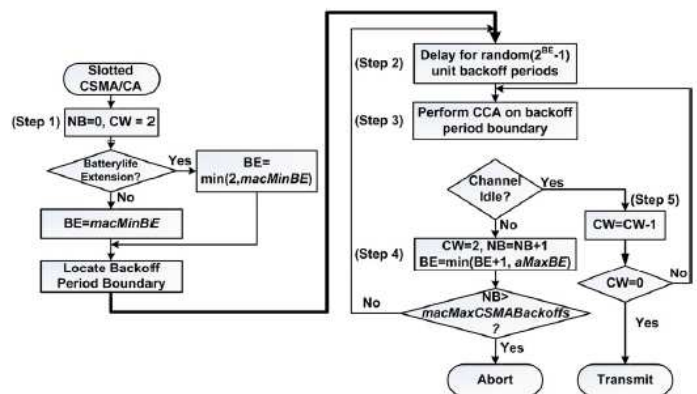 Slotted
CSMA/CA
(Step 1)
NB=0, CW = 2
Batterylife
Extension?
Yes
BE=
min(2,macMinBE)
No
BE=macMinBE
Locate Backoff
Period Boundary
(Step 2)
Delay for random(2^BE-1)
unit backoff periods
(Step 3)
Perform CCA on backoff
period boundary
Channel
Idle?
Yes
(Step 5)
CW=CW-1
No
(Step 4)
CW=2, NB=NB+1
BE=min(BE+1, aMaxBE)
CW=0
No
No
NB>
macMaxCSMABackoffs
?
Yes
Yes
Abort
Transmit